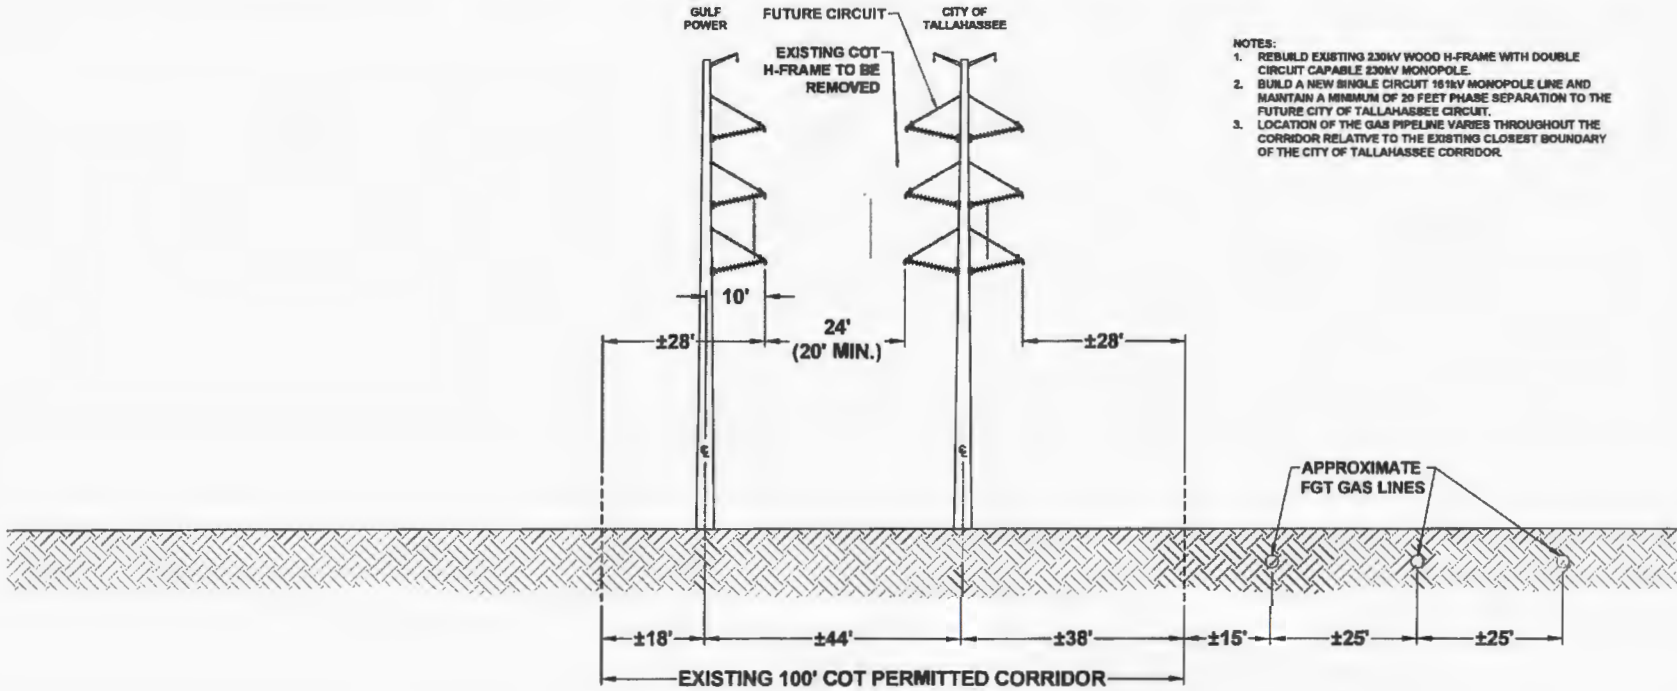 GULF
POWER
FUTURE CIRCUIT
CITY OF
TALLAHASSEE
EXISTING COT
H-FRAME TO BE
REMOVED
NOTES:
1. REBUILD EXISTING 230kV WOOD H-FRAME WITH DOUBLE
CIRCUIT CAPABLE 230kV MONOPOLE.
2. BUILD A NEW SINGLE CIRCUIT 161kV MONOPOLE LINE AND
MAINTAIN A MINIMUM OF 20 FEET PHASE SEPARATION TO THE
FUTURE CITY OF TALLAHASSEE CIRCUIT.
3. LOCATION OF THE GAS PIPELINE VARIES THROUGHOUT THE
CORRIDOR RELATIVE TO THE EXISTING CLOSEST BOUNDARY
OF THE CITY OF TALLAHASSEE CORRIDOR.
10'
±28'
24'
(20' MIN.)
±28'
℄
℄
APPROXIMATE
FGT GAS LINES
±18'
±44'
±38'
±15'
±25'
±25'
EXISTING 100' COT PERMITTED CORRIDOR